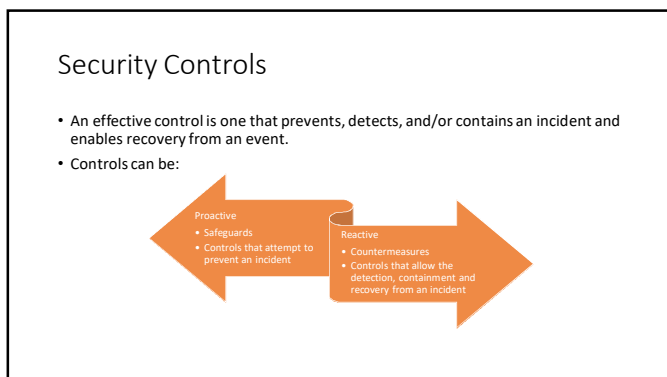 Security Controls
• An effective control is one that prevents, detects, and/or contains an incident and
enables recovery from an event.
• Controls can be:
Proactive
• Safeguards
• Controls that attempt to
prevent an incident
Reactive
• Countermeasures
• Controls that allow the
detection, containment and
recovery from an incident